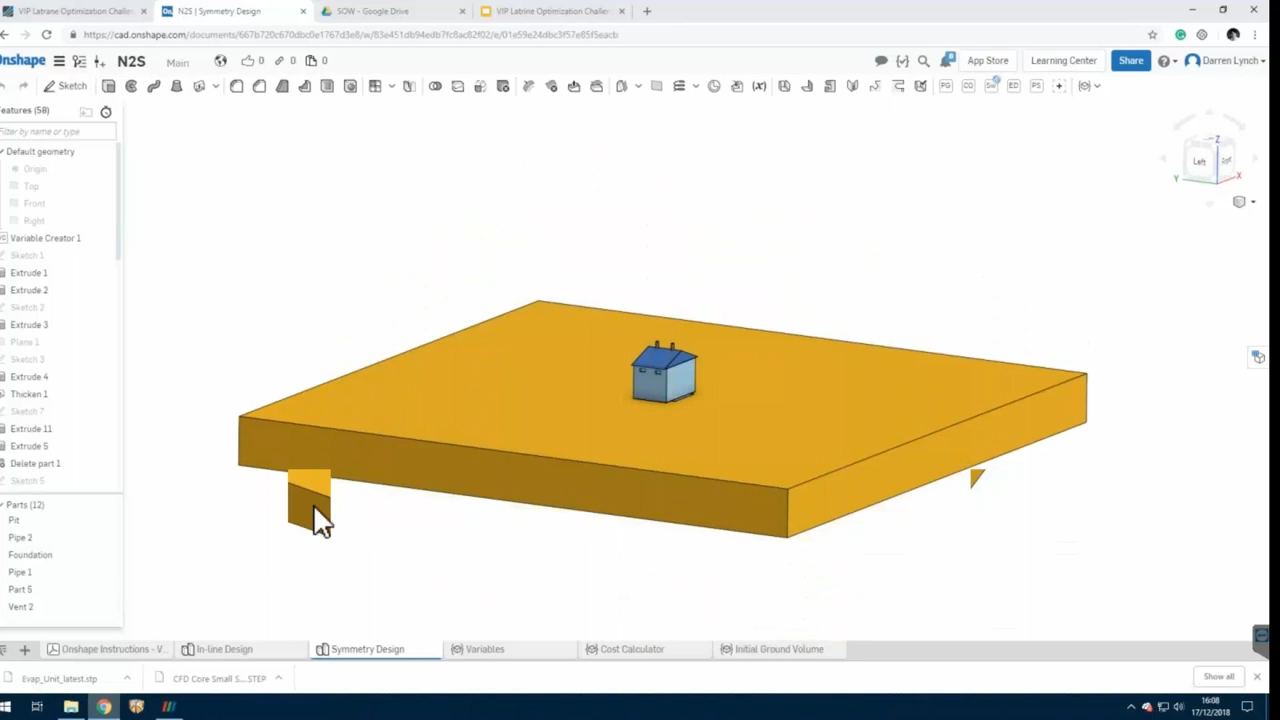 VIP Latrane Optimization Challe
N2S | Symmetry Design
SOW - Google Drive
VIP Latrine Optimization Challe
https://cad.onshape.com/documents/667b720c670dbc0e1767d3e8/w/83e451db94edb7fc8ac82f02/e/01e59e24dbc3f57e85f5eacb
Onshape
N2S
Main
0
0
0
App Store
Learning Center
Share
Darren Lynch
Sketch
Features (58)
Filter by name or type
Default geometry
Origin
Top
Front
Right
Variable Creator 1
Sketch 1
Extrude 1
Extrude 2
Sketch 2
Extrude 3
Plane 1
Sketch 3
Extrude 4
Thicken 1
Sketch 7
Extrude 11
Extrude 5
Delete part 1
Sketch 5
Parts (12)
Pit
Pipe 2
Foundation
Pipe 1
Part 5
Vent 2
Z
Left
Y
X
Onshape Instructions - V...
In-line Design
Symmetry Design
Variables
Cost Calculator
Initial Ground Volume
Evap_Unit_latest.stp
CFD Core Small S....STEP
Show all
16:08
17/12/2018